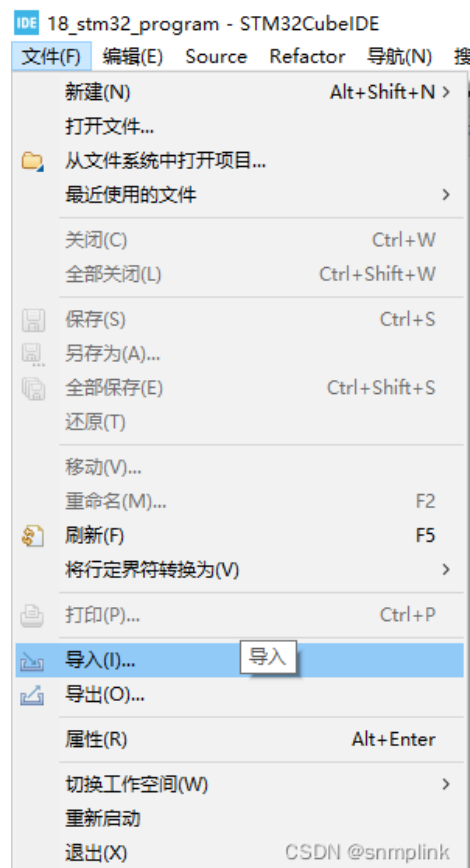 IDE 18_stm32_program - STM32CubeIDE
文件(F) 编辑(E) Source Refactor 导航(N)
新建(N) Alt+Shift+N >
打开文件...
从文件系统中打开项目...
最近使用的文件 >
关闭(C) Ctrl+W
全部关闭(L) Ctrl+Shift+W
保存(S) Ctrl+S
另存为(A)...
全部保存(E) Ctrl+Shift+S
还原(T)
移动(V)...
重命名(M)... F2
刷新(F) F5
将行定界符转换为(V) >
打印(P)... Ctrl+P
导入(I)... 导入
导出(O)...
属性(R) Alt+Enter
切换工作空间(W) >
重新启动
退出(X) CSDN @snmplink